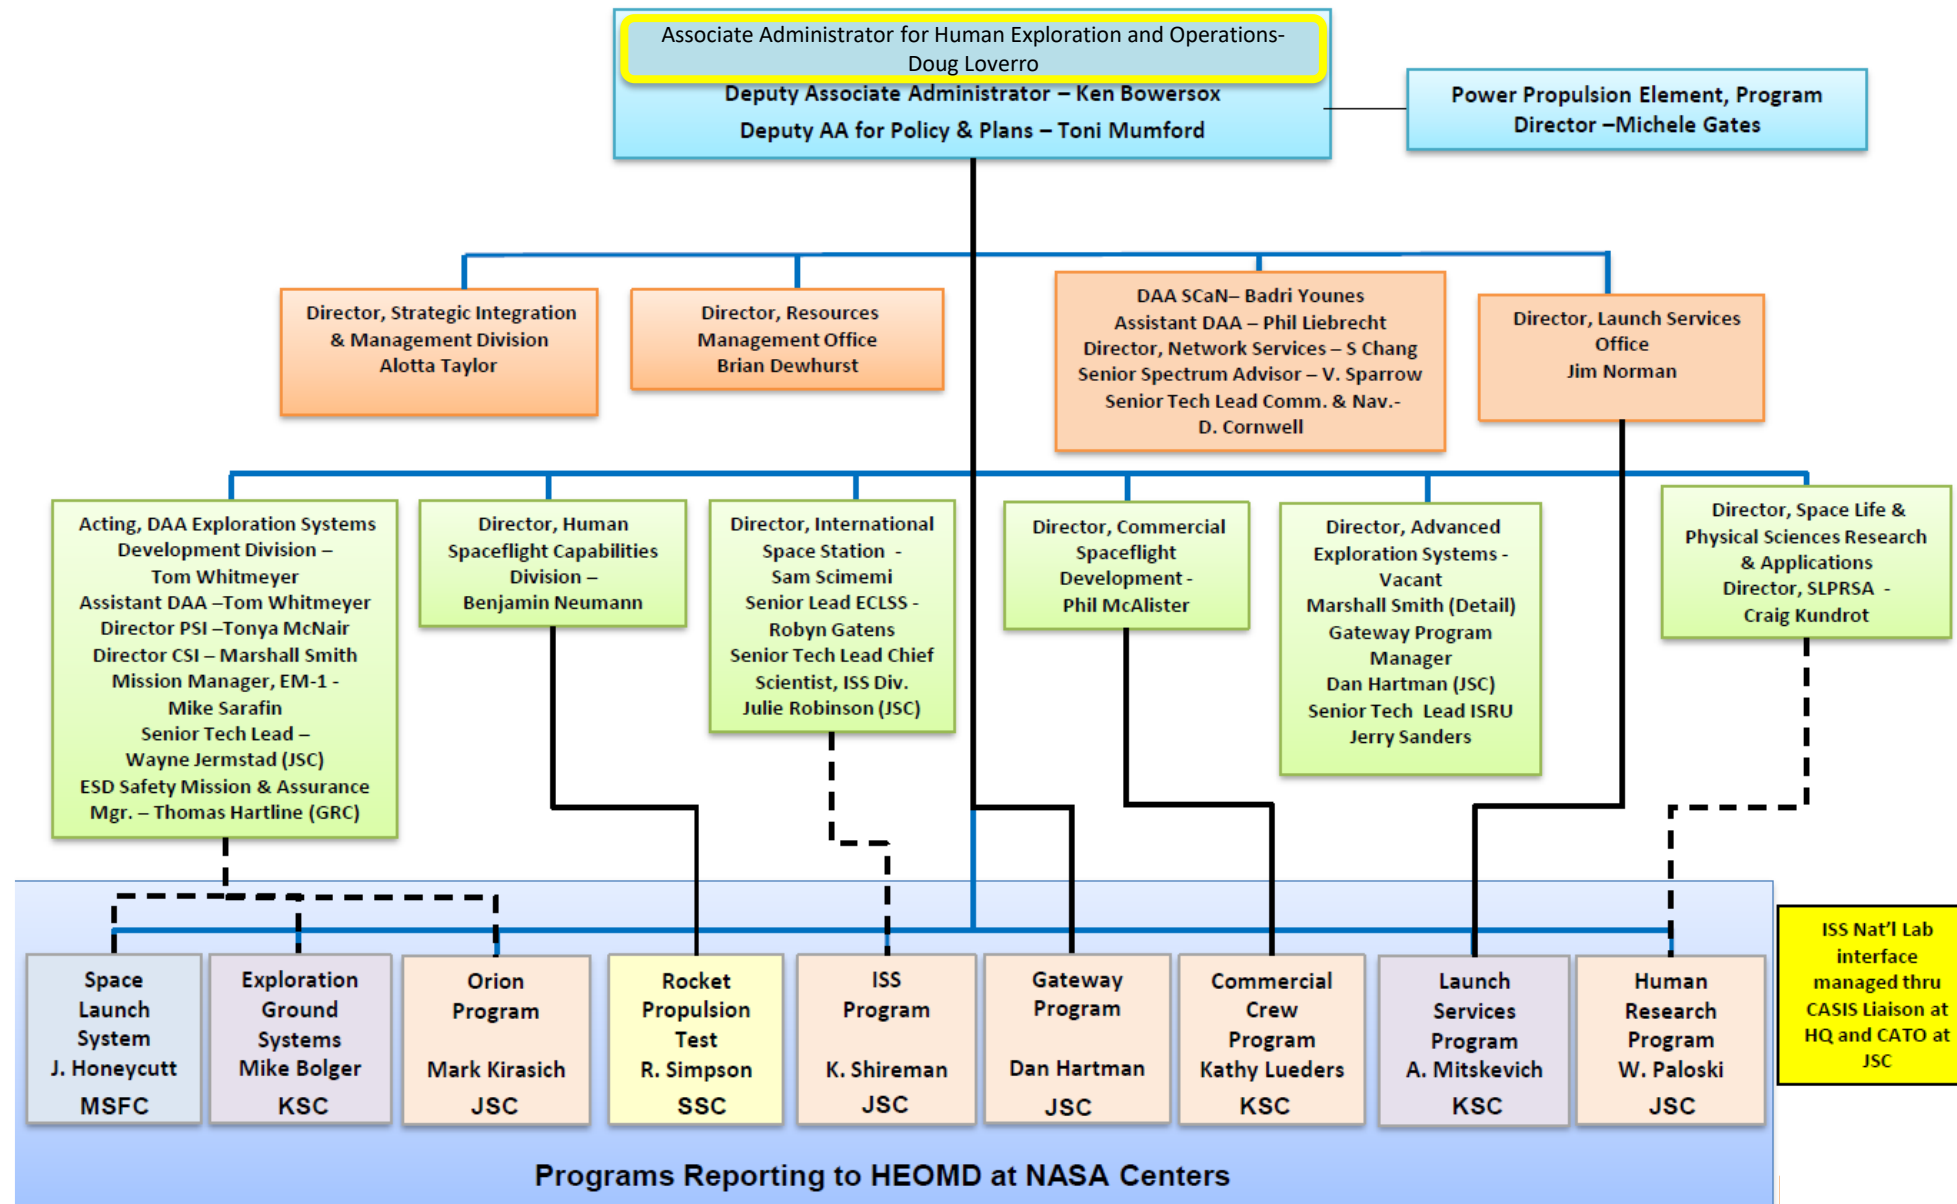 Associate Administrator for Human Exploration and Operations-
Doug Loverro
Deputy Associate Administrator – Ken Bowersox
Deputy AA for Policy & Plans – Toni Mumford
Power Propulsion Element, Program
Director –Michele Gates
Director, Strategic Integration
& Management Division
Alotta Taylor
Director, Resources
Management Office
Brian Dewhurst
DAA SCaN– Badri Younes
Assistant DAA – Phil Liebrecht
Director, Network Services – S Chang
Senior Spectrum Advisor – V. Sparrow
Senior Tech Lead Comm. & Nav.-
D. Cornwell
Director, Launch Services
Office
Jim Norman
Acting, DAA Exploration Systems
Development Division –
Tom Whitmeyer
Assistant DAA –Tom Whitmeyer
Director PSI –Tonya McNair
Director CSI – Marshall Smith
Mission Manager, EM-1 -
Mike Sarafin
Senior Tech Lead –
Wayne Jermstad (JSC)
ESD Safety Mission & Assurance
Mgr. – Thomas Hartline (GRC)
Director, Human
Spaceflight Capabilities
Division –
Benjamin Neumann
Director, International
Space Station -
Sam Scimemi
Senior Lead ECLSS -
Robyn Gatens
Senior Tech Lead Chief
Scientist, ISS Div.
Julie Robinson (JSC)
Director, Commercial
Spaceflight
Development -
Phil McAlister
Director, Advanced
Exploration Systems -
Vacant
Marshall Smith (Detail)
Gateway Program
Manager
Dan Hartman (JSC)
Senior Tech Lead ISRU
Jerry Sanders
Director, Space Life &
Physical Sciences Research
& Applications
Director, SLPRSA -
Craig Kundrot
Space
Launch
System
J. Honeycutt
MSFC
Exploration
Ground
Systems
Mike Bolger
KSC
Orion
Program
Mark Kirasich
JSC
Rocket
Propulsion
Test
R. Simpson
SSC
ISS
Program
K. Shireman
JSC
Gateway
Program
Dan Hartman
JSC
Commercial
Crew
Program
Kathy Lueders
KSC
Launch
Services
Program
A. Mitskevich
KSC
Human
Research
Program
W. Paloski
JSC
ISS Nat’l Lab
interface
managed thru
CASIS Liaison at
HQ and CATO at
JSC
Programs Reporting to HEOMD at NASA Centers